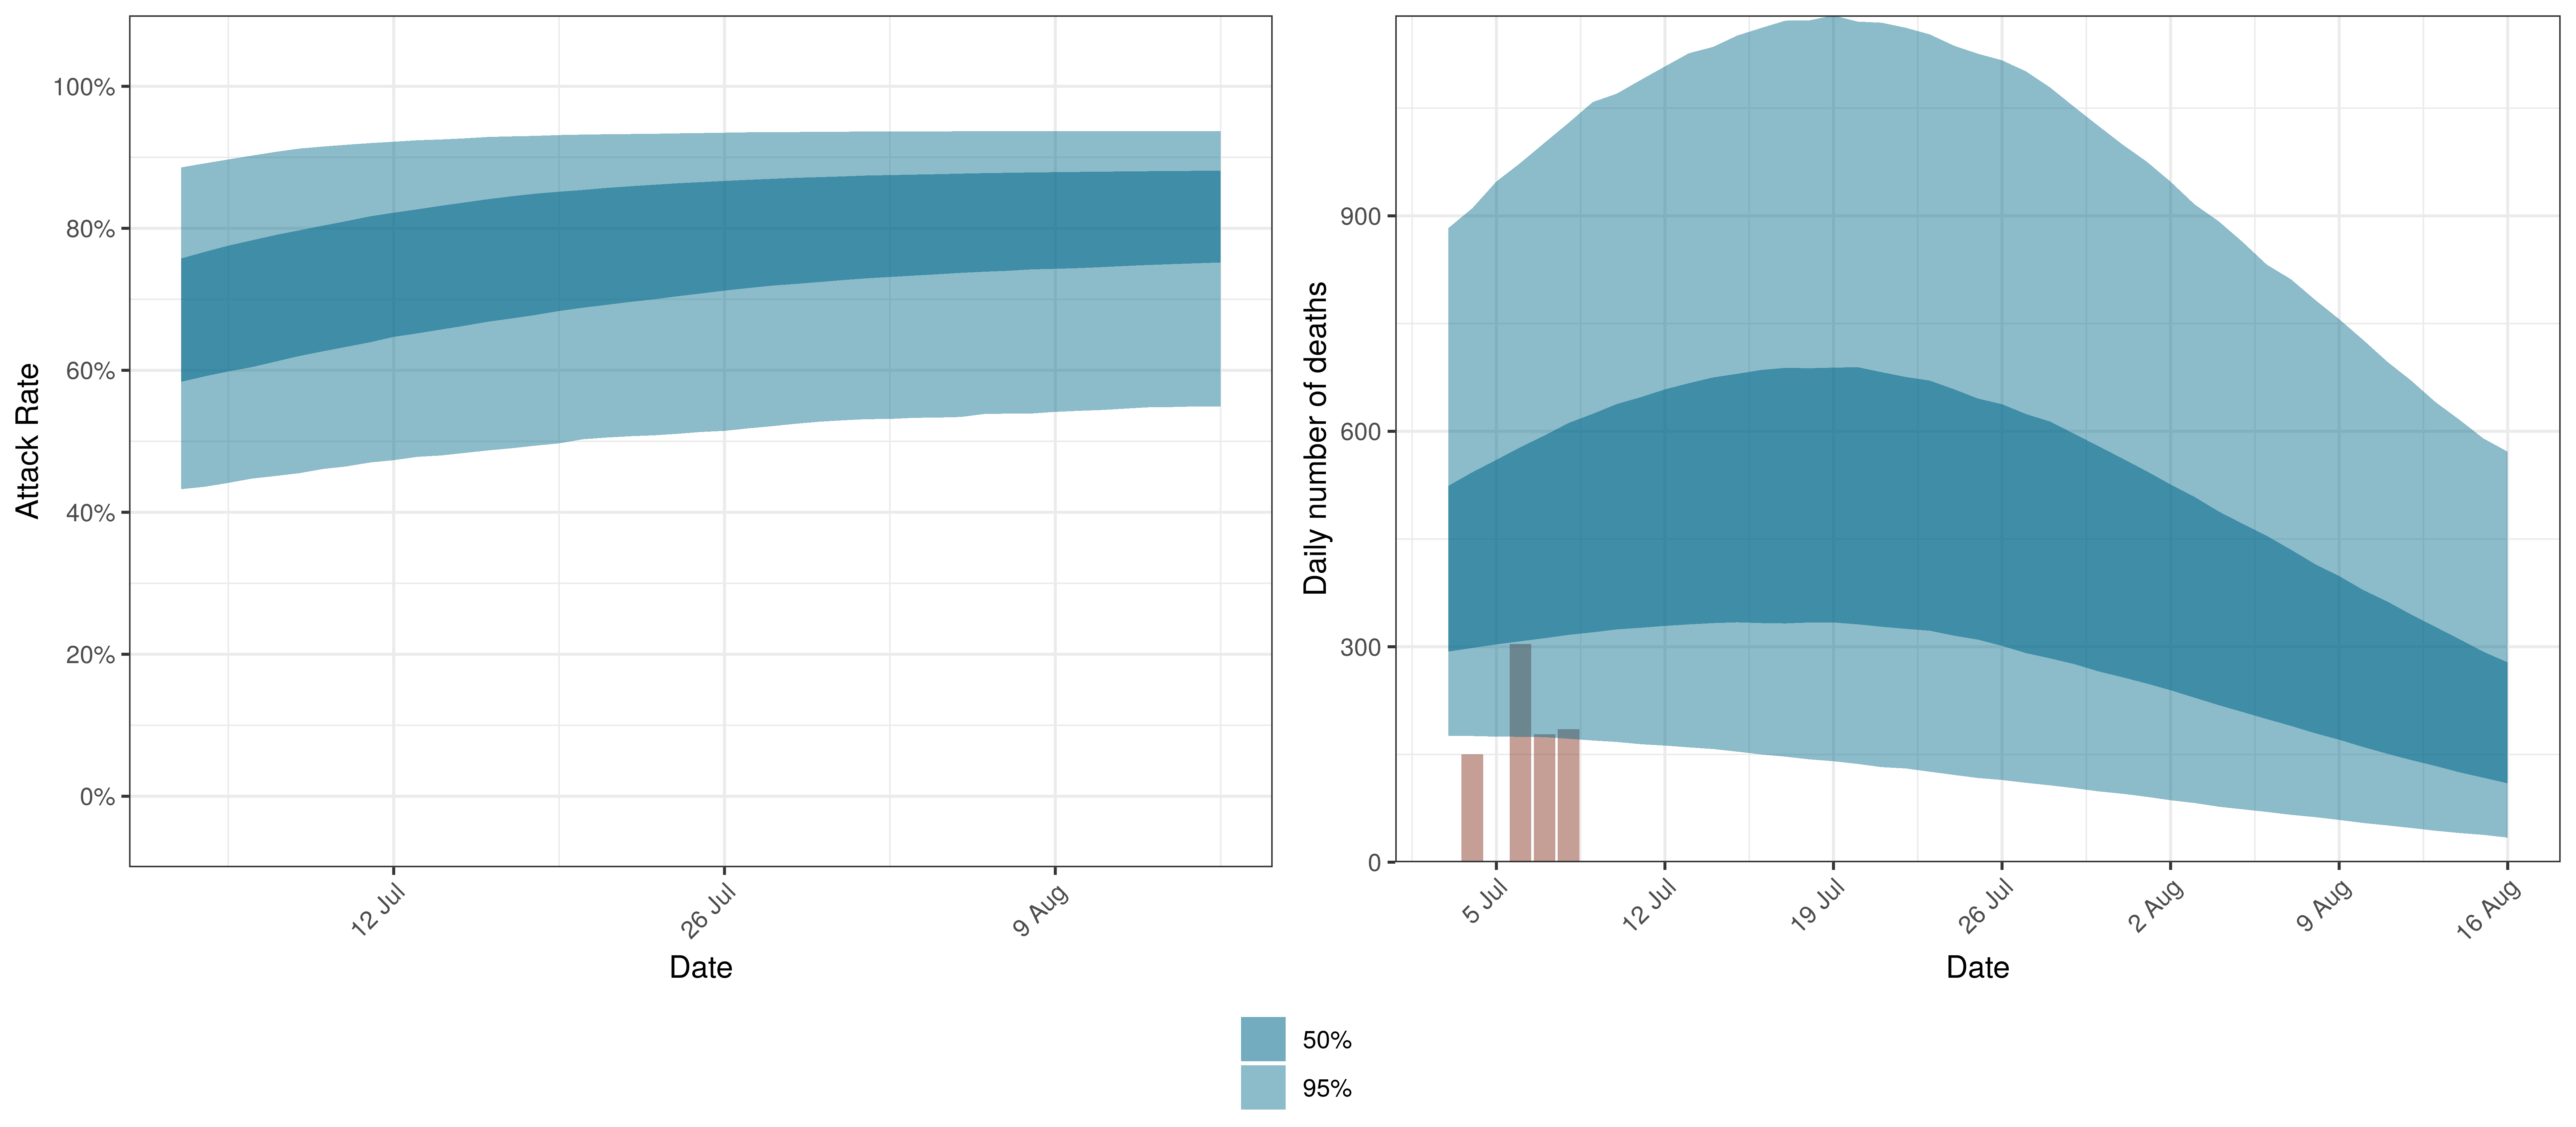 Attack Rate
100%
80%
60%
40%
20%
0%
12 Jul
26 Jul
9 Aug
Date
Daily number of deaths
900
600
300
0
5 Jul
12 Jul
19 Jul
26 Jul
2 Aug
9 Aug
16 Aug
Date
50%
95%